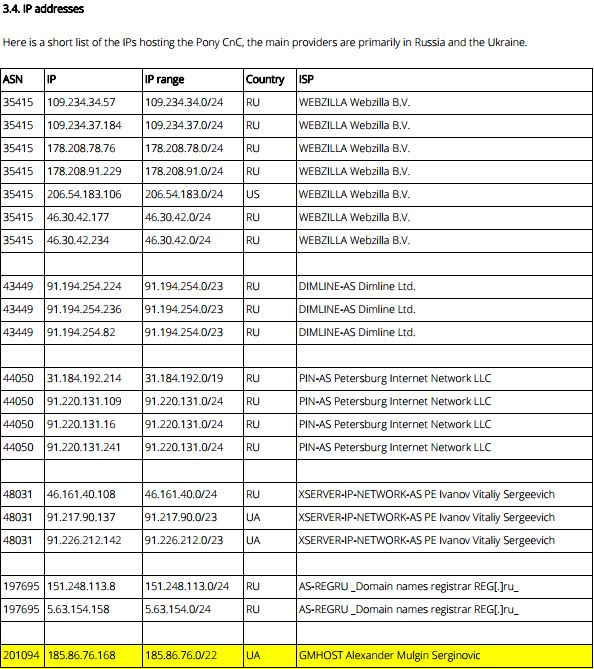 3.4. IP addresses
Here is a short list of the IPs hosting the Pony CnC, the main providers are primarily in Russia and the Ukraine.
ASN IP IP range Country ISP
35415 109.234.34.57 109.234.34.0/24 RU WEBZILLA Webzilla B.V.
35415 109.234.37.184 109.234.37.0/24 RU WEBZILLA Webzilla B.V.
35415 178.208.78.76 178.208.78.0/24 RU WEBZILLA Webzilla B.V.
35415 178.208.91.229 178.208.91.0/24 RU WEBZILLA Webzilla B.V.
35415 206.54.183.106 206.54.183.0/24 US WEBZILLA Webzilla B.V.
35415 46.30.42.177 46.30.42.0/24 RU WEBZILLA Webzilla B.V.
35415 46.30.42.234 46.30.42.0/24 RU WEBZILLA Webzilla B.V.
43449 91.194.254.224 91.194.254.0/23 RU DIMLINE-AS Dimline Ltd.
43449 91.194.254.236 91.194.254.0/23 RU DIMLINE-AS Dimline Ltd.
43449 91.194.254.82 91.194.254.0/23 RU DIMLINE-AS Dimline Ltd.
44050 31.184.192.214 31.184.192.0/19 RU PIN-AS Petersburg Internet Network LLC
44050 91.220.131.109 91.220.131.0/24 RU PIN-AS Petersburg Internet Network LLC
44050 91.220.131.16 91.220.131.0/24 RU PIN-AS Petersburg Internet Network LLC
44050 91.220.131.241 91.220.131.0/24 RU PIN-AS Petersburg Internet Network LLC
48031 46.161.40.108 46.161.40.0/24 RU XSERVER-IP-NETWORK-AS PE Ivanov Vitaliy Sergeevich
48031 91.217.90.137 91.217.90.0/23 UA XSERVER-IP-NETWORK-AS PE Ivanov Vitaliy Sergeevich
48031 91.226.212.142 91.226.212.0/23 UA XSERVER-IP-NETWORK-AS PE Ivanov Vitaliy Sergeevich
197695 151.248.113.8 151.248.113.0/24 RU AS-REGRU _Domain names registrar REG[.]ru_
197695 5.63.154.158 5.63.154.0/24 RU AS-REGRU _Domain names registrar REG[.]ru_
201094 185.86.76.168 185.86.76.0/22 UA GMHOST Alexander Mulgin Serginovic